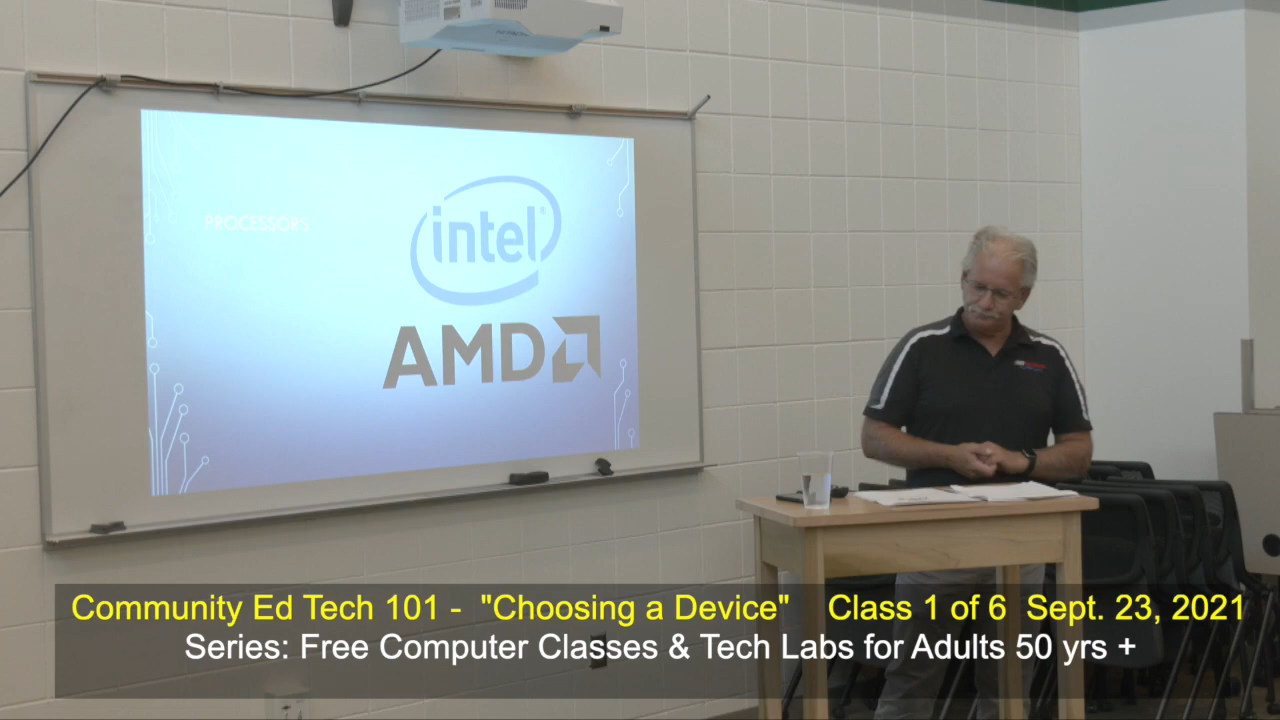 PROCESSORS
intel
AMD
Community Ed Tech 101 - "Choosing a Device" Class 1 of 6 Sept. 23, 2021
Series: Free Computer Classes & Tech Labs for Adults 50 yrs +